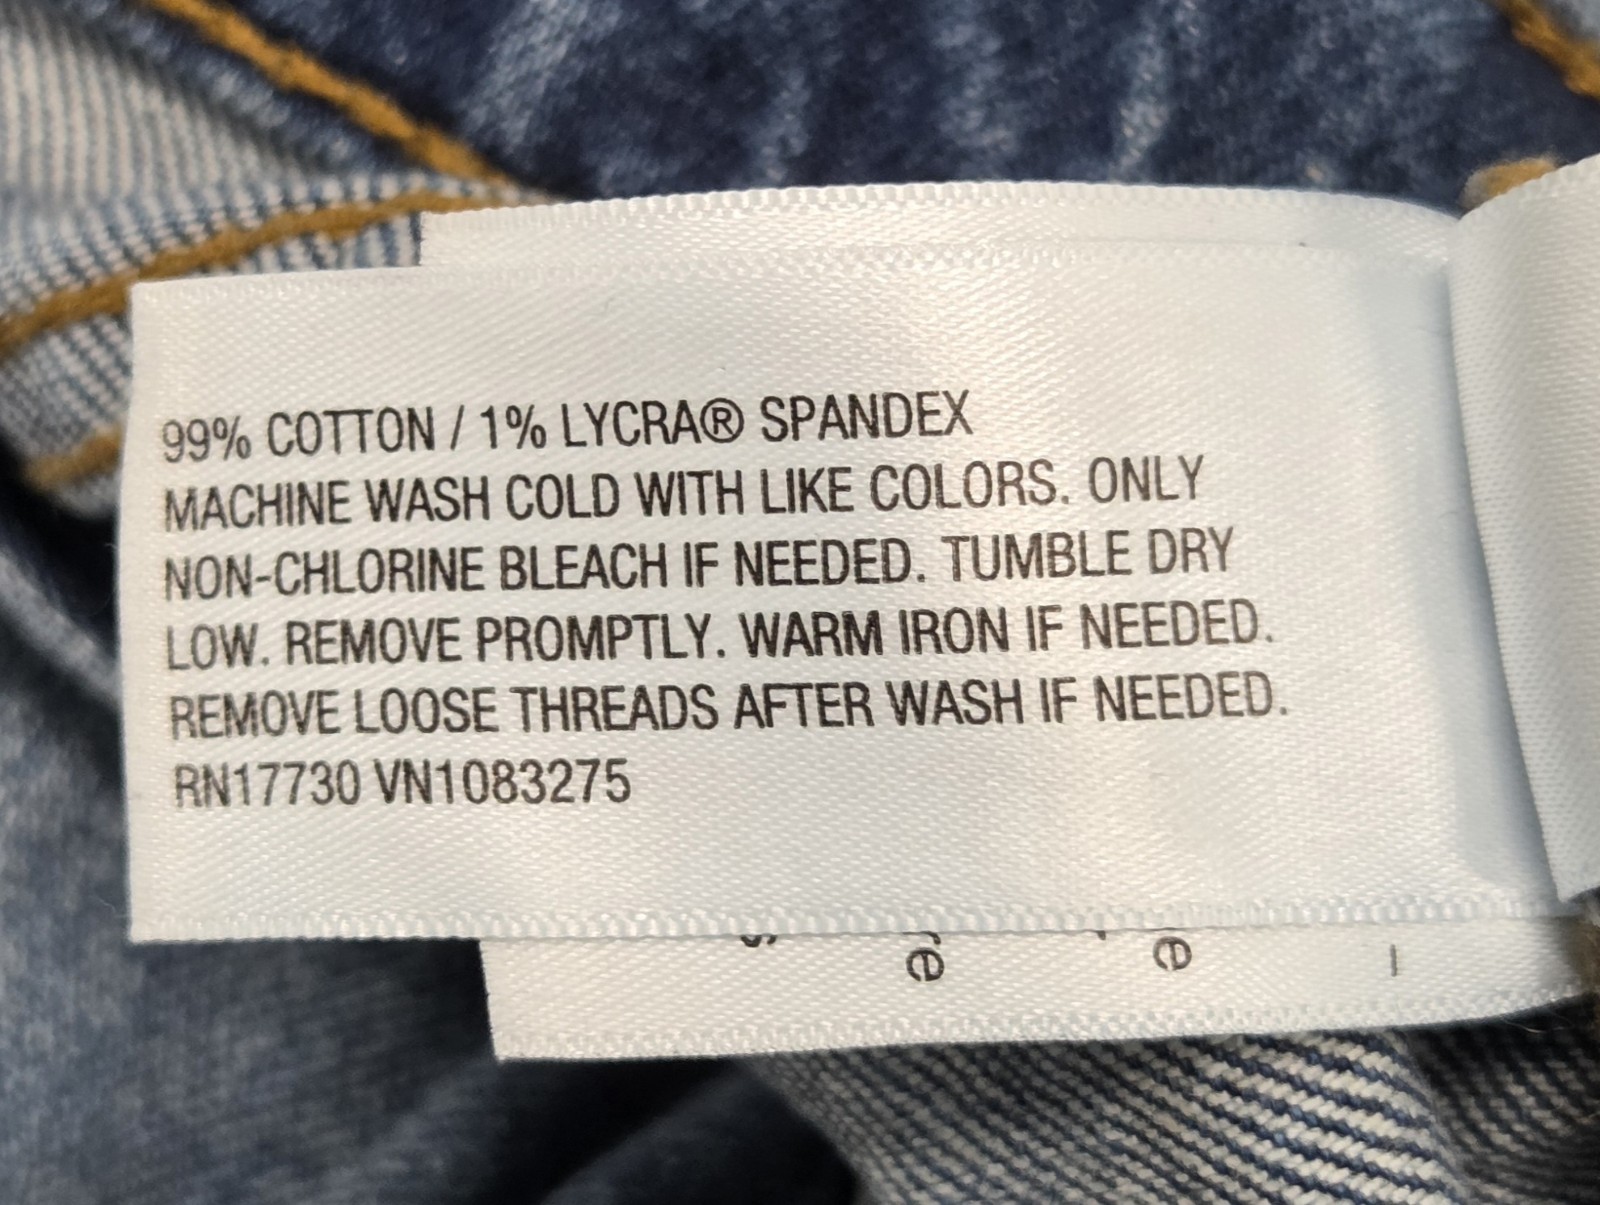 99% COTTON / 1% LYCRA® SPANDEX
MACHINE WASH COLD WITH LIKE COLORS. ONLY
NON-CHLORINE BLEACH IF NEEDED. TUMBLE DRY
LOW. REMOVE PROMPTLY. WARM IRON IF NEEDED.
REMOVE LOOSE THREADS AFTER WASH IF NEEDED.
RN17730 VN1083275